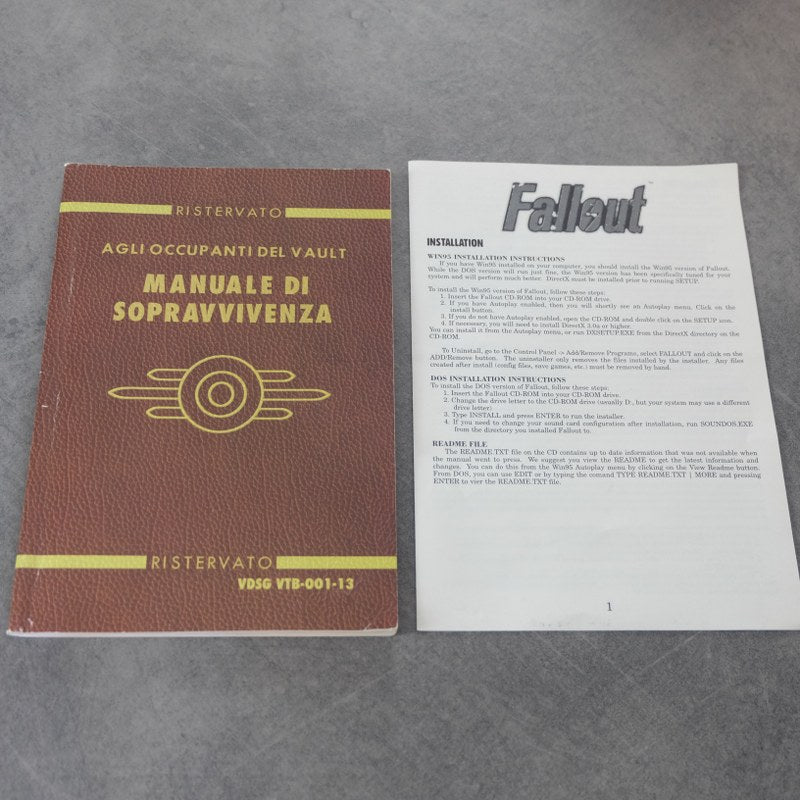 RISTERVATO
AGLI OCCUPANTI DEL VAULT
MANUALE DI
SOPRAVVIVENZA
RISTERVATO
VDSG VTB-001-13
Fallout
INSTALLATION
WIN95 INSTALLATION INSTRUCTIONS
If you have Win95 installed on your computer, you should install the Win95 version of Fallout.
While the DOS version will run just fine, the Win95 version has been specifically tuned for your
system and will perform much better. DirectX must be installed prior to running SETUP.
To install the Win95 version of Fallout, follow these steps:
1. Insert the Fallout CD-ROM into your CD-ROM drive.
2. If you have Autoplay enabled, then you will shortly see an Autoplay menu. Click on the
install button.
3. If you do not have Autoplay enabled, open the CD-ROM and double click on the SETUP icon.
4. If necessary, you will need to install DirectX 3.0a or higher.
You can install it from the Autoplay menu, or run DXSETUP.EXE from the DirectX directory on the
CD-ROM.
To Uninstall, go to the Control Panel -> Add/Remove Programs, select FALLOUT and click on the
ADD/Remove button. The uninstaller only removes the files installed by the installer. Any files
created after install (config files, save games, etc.) must be removed by hand.
DOS INSTALLATION INSTRUCTIONS
To install the DOS version of Fallout, follow these steps:
1. Insert the Fallout CD-ROM into your CD-ROM drive.
2. Change the drive letter to the CD-ROM drive (usually D:, but your system may use a different
drive letter)
3. Type INSTALL and press ENTER to run the installer.
4. If you need to change your sound card configuration after installation, run SOUNDOS.EXE
from the directory you installed Fallout to.
README FILE
The README.TXT file on the CD contains up to date information that was not available when
the manual went to press. We suggest you view the README to get the latest information and
changes. You can do this from the Win95 Autoplay menu by clicking on the View Readme button.
From DOS, you can use EDIT or by typing the comand TYPE README.TXT | MORE and pressing
ENTER to vier the README.TXT file.
1